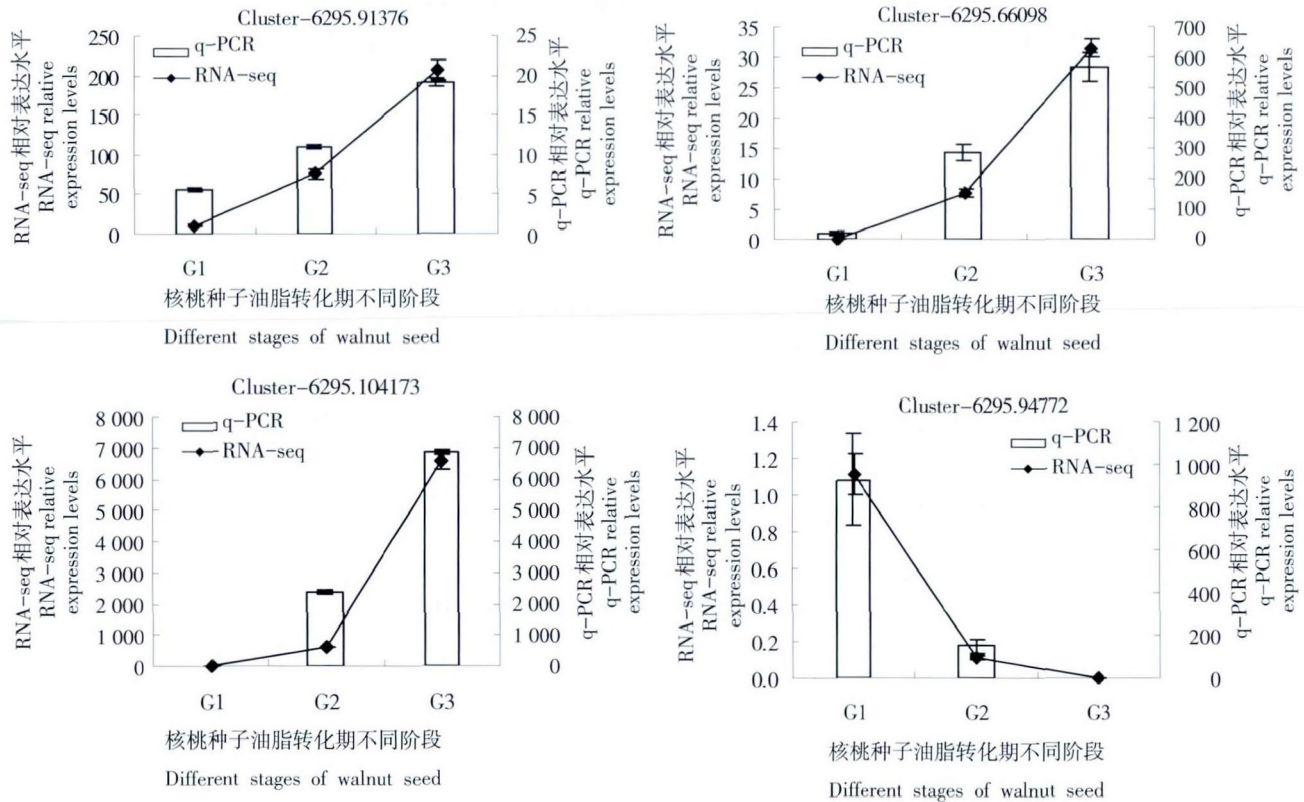 Cluster-6295.91376
RNA-seq相对表达水平
RNA-seq relative
expression levels
250
200
150
100
50
0
q-PCR
RNA-seq
25
20
15
10
5
0
q-PCR相对表达水平
q-PCR relative
expression levels
G1 G2 G3
核桃种子油脂转化期不同阶段
Different stages of walnut seed
Cluster-6295.66098
RNA-seq相对表达水平
RNA-seq relative
expression levels
35
30
25
20
15
10
5
0
q-PCR
RNA-seq
700
600
500
400
300
200
100
0
q-PCR相对表达水平
q-PCR relative
expression levels
G1 G2 G3
核桃种子油脂转化期不同阶段
Different stages of walnut seed
Cluster-6295.104173
RNA-seq相对表达水平
RNA-seq relative
expression levels
8 000
7 000
6 000
5 000
4 000
3 000
2 000
1 000
0
q-PCR
RNA-seq
8 000
7 000
6 000
5 000
4 000
3 000
2 000
1 000
0
q-PCR相对表达水平
q-PCR relative
expression levels
G1 G2 G3
核桃种子油脂转化期不同阶段
Different stages of walnut seed
Cluster-6295.94772
RNA-seq相对表达水平
RNA-seq relative
expression levels
1.4
1.2
1.0
0.8
0.6
0.4
0.2
0.0
q-PCR
RNA-seq
1 200
1 000
800
600
400
200
0
q-PCR相对表达水平
q-PCR relative
expression levels
G1 G2 G3
核桃种子油脂转化期不同阶段
Different stages of walnut seed